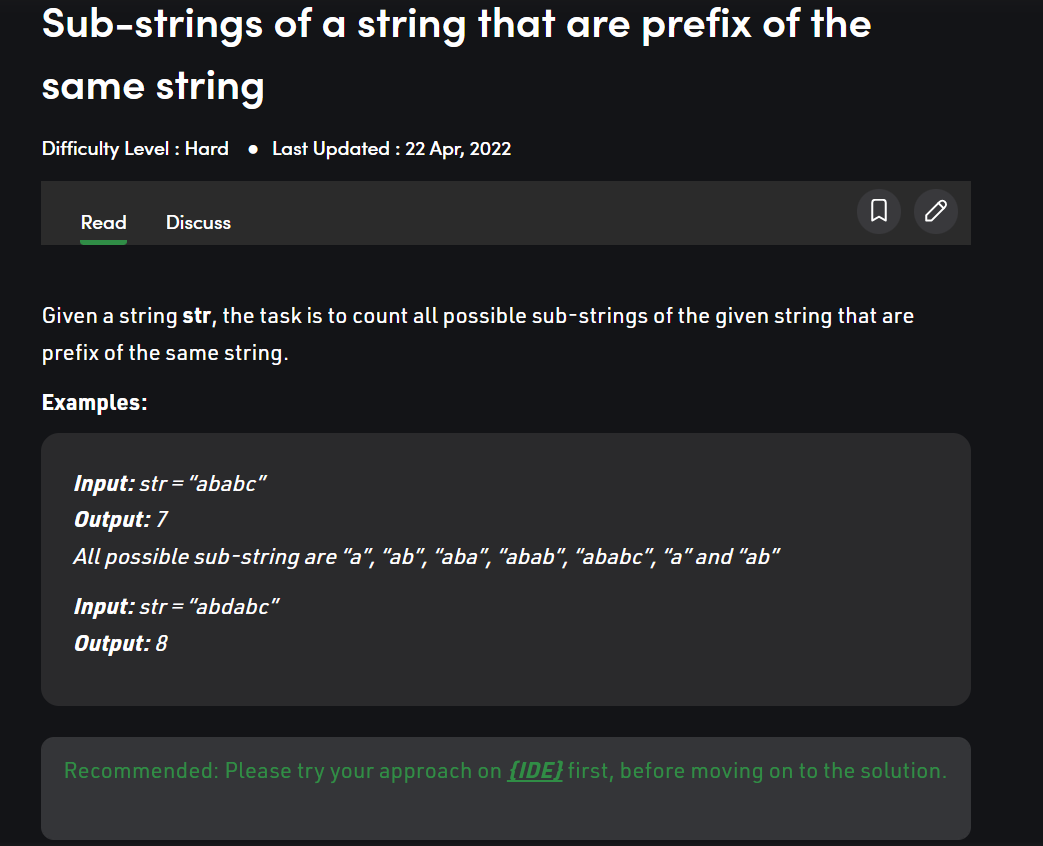 Sub-strings of a string that are prefix of the
same string
Difficulty Level : Hard ● Last Updated : 22 Apr, 2022
Read Discuss
Given a string str, the task is to count all possible sub-strings of the given string that are
prefix of the same string.
Examples:
Input: str = “ababc”
Output: 7
All possible sub-string are “a”, “ab”, “aba”, “abab”, “ababc”, “a” and “ab”
Input: str = “abdabc”
Output: 8
Recommended: Please try your approach on {IDE} first, before moving on to the solution.